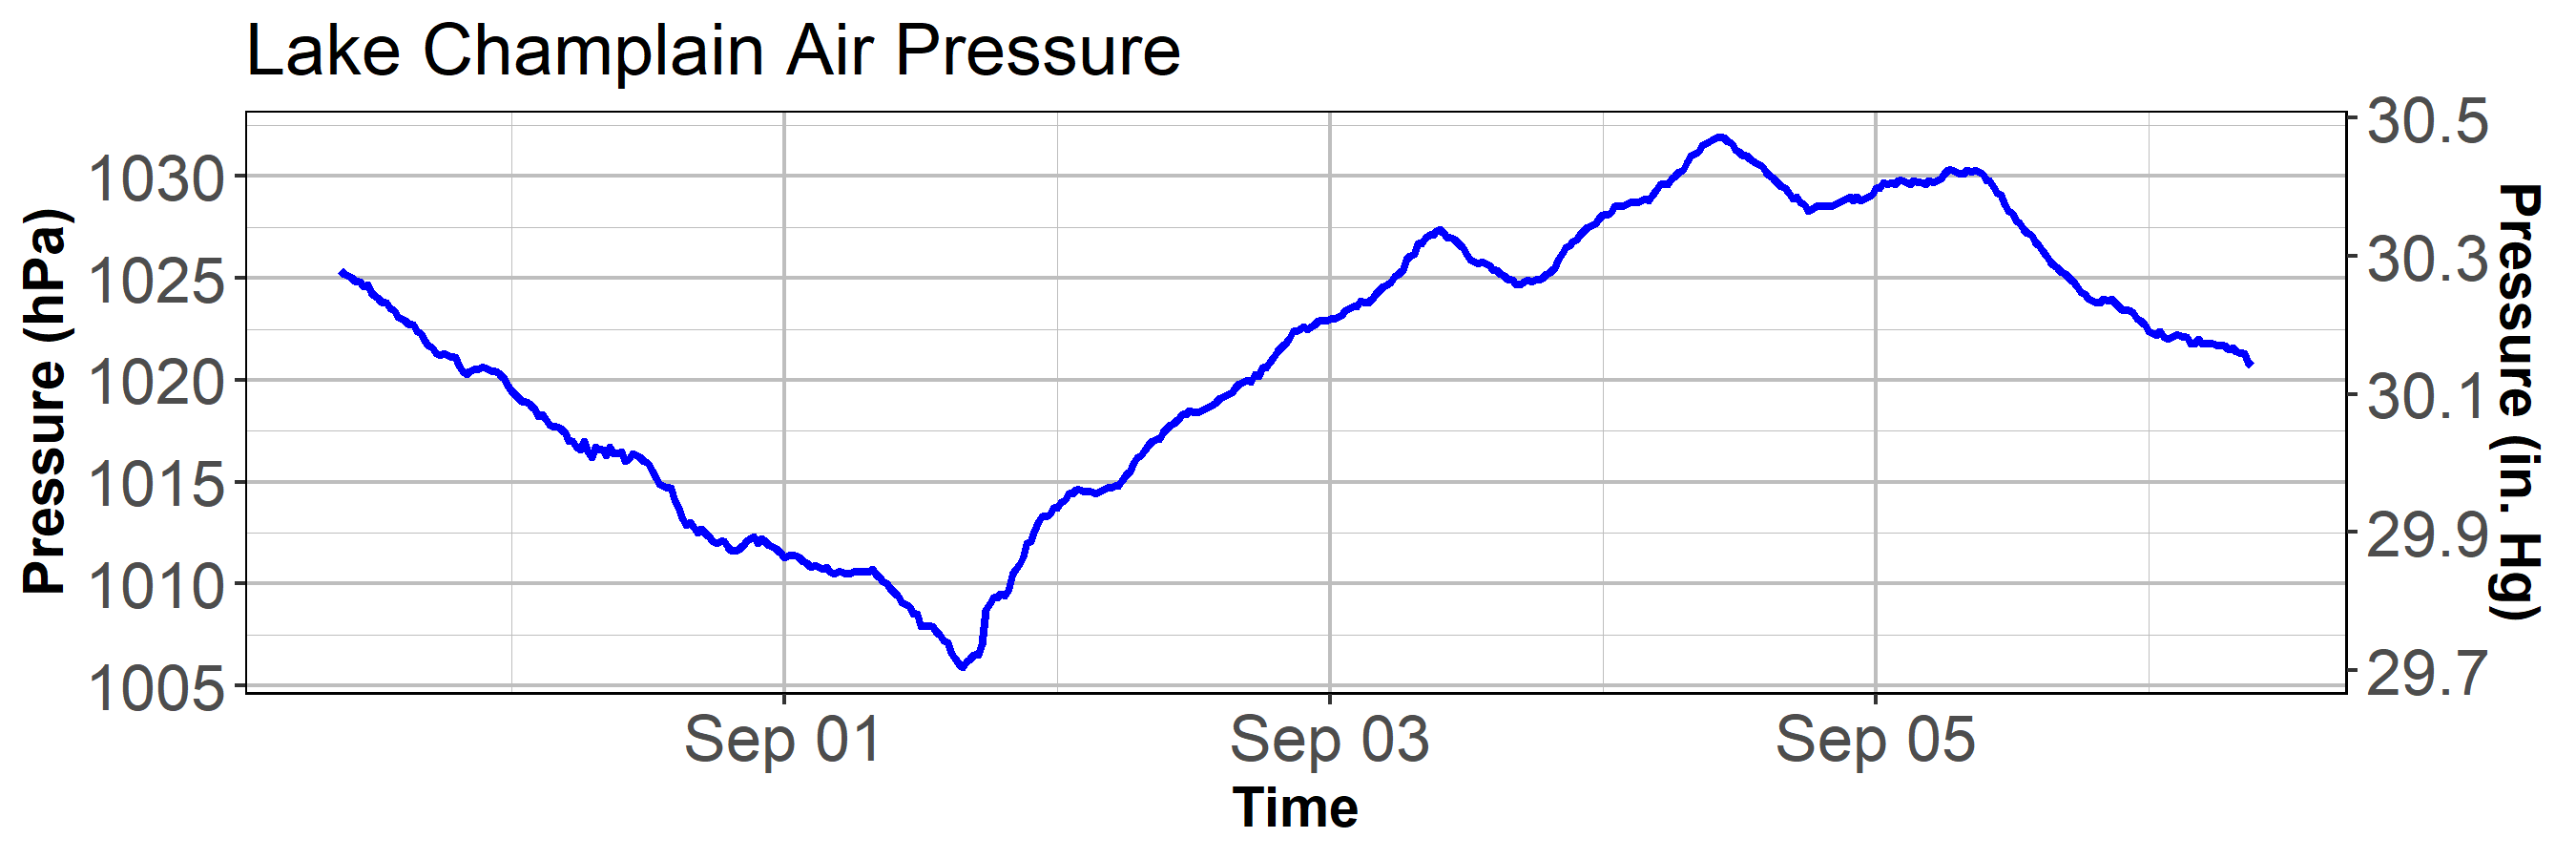 Lake Champlain Air Pressure
Pressure (hPa)
1030
1025
1020
1015
1010
1005
30.5
30.3
30.1
29.9
29.7
Pressure (in. Hg)
Sep 01
Sep 03
Sep 05
Time